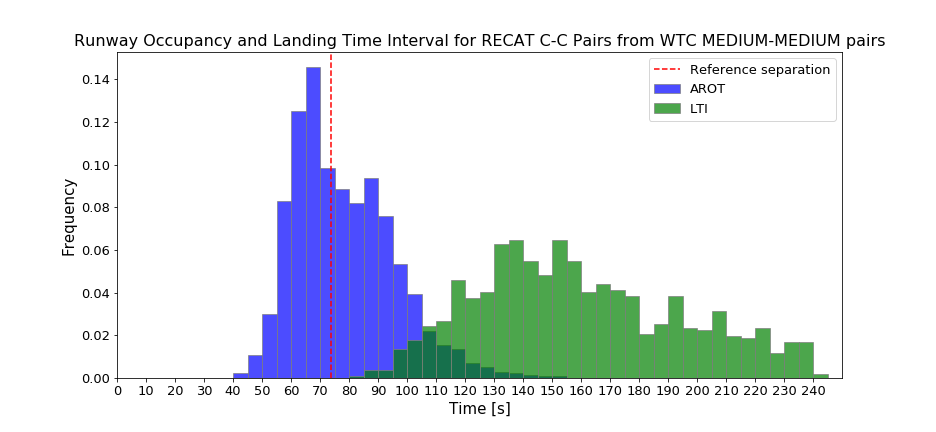 Runway Occupancy and Landing Time Interval for RECAT C-C Pairs from WTC MEDIUM-MEDIUM pairs
Reference separation
AROT
LTI
Frequency
0.14
0.12
0.10
0.08
0.06
0.04
0.02
0.00
0 10 20 30 40 50 60 70 80 90 100 110 120 130 140 150 160 170 180 190 200 210 220 230 240
Time [s]